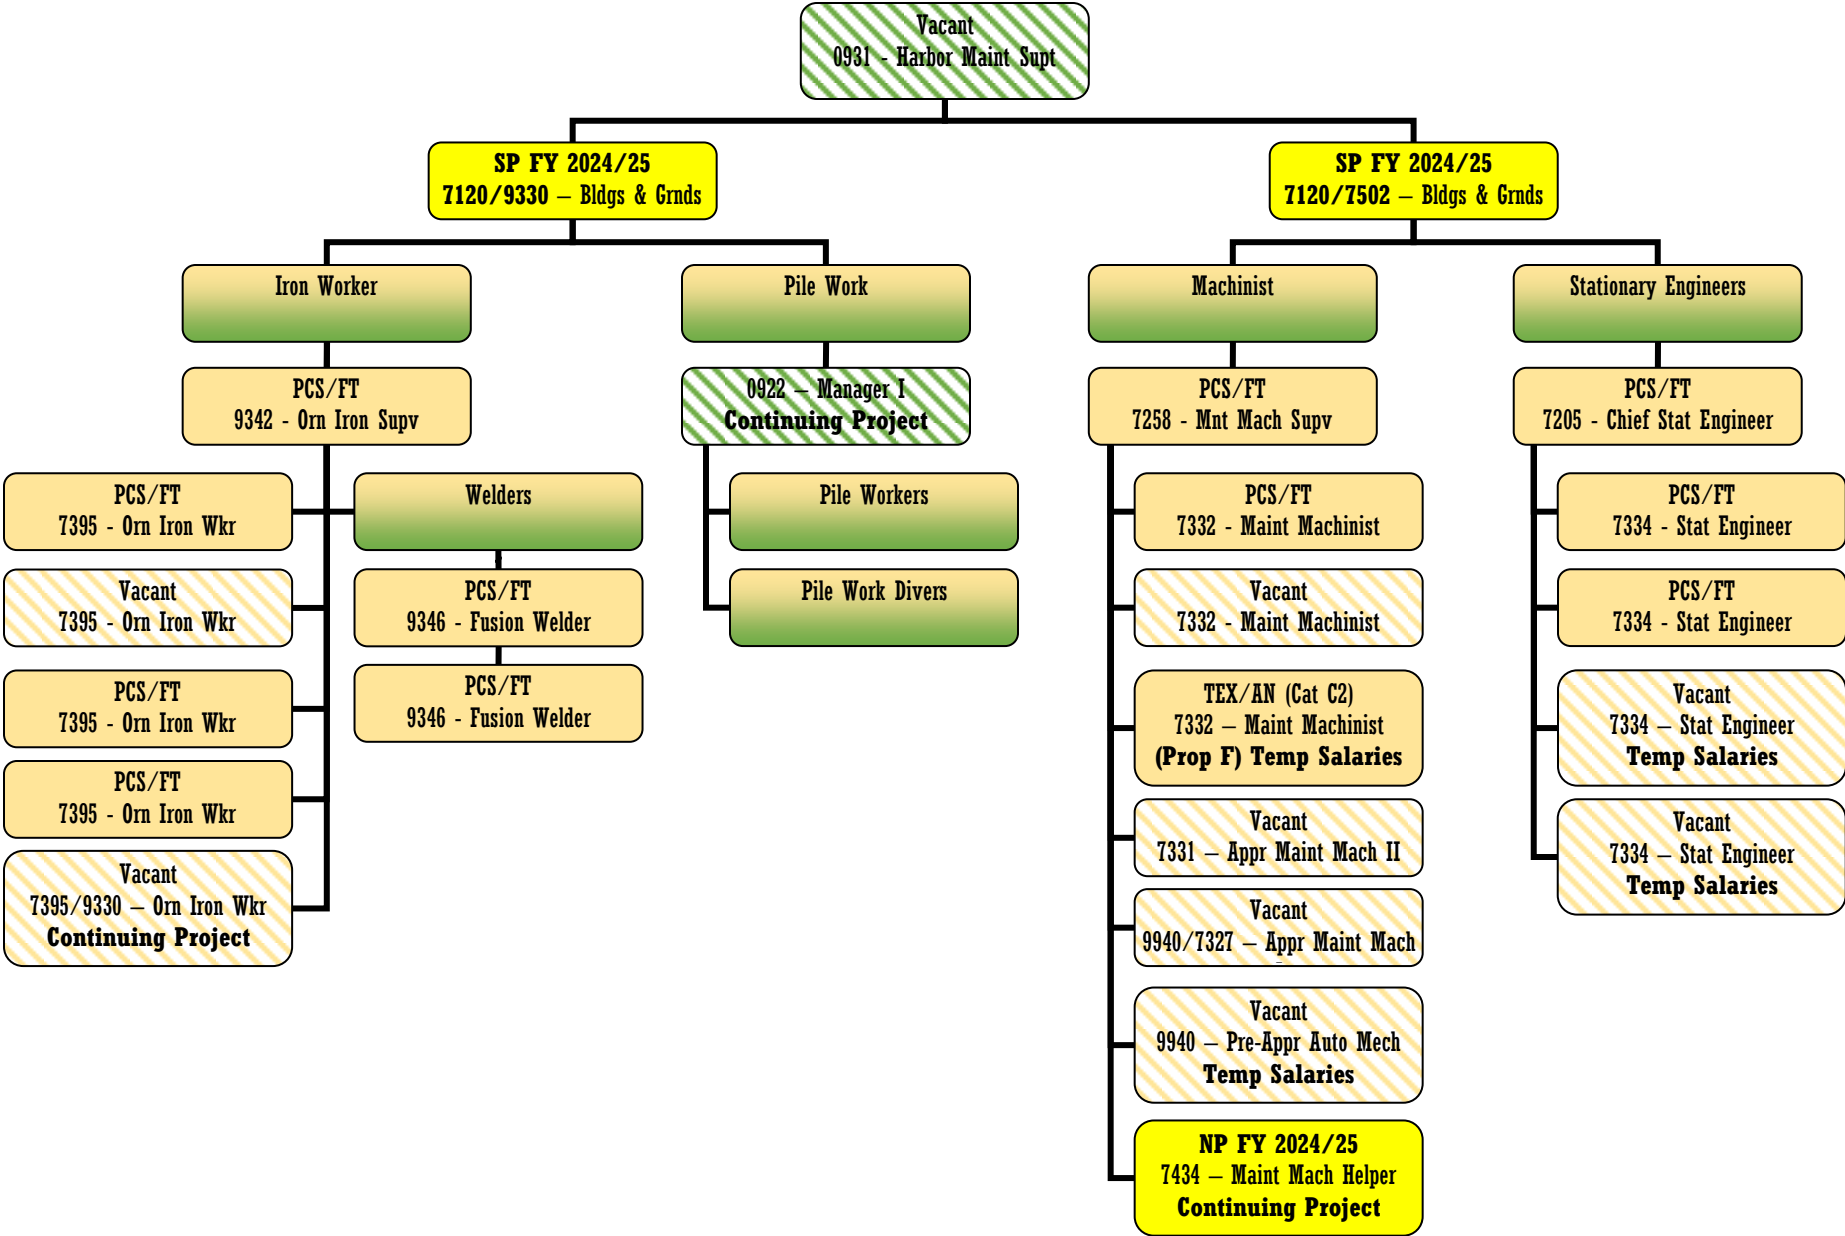 Vacant
0931 - Harbor Maint Supt
SP FY 2024/25
7120/9330 – Bldgs & Grnds
SP FY 2024/25
7120/7502 – Bldgs & Grnds
Iron Worker
Pile Work
Machinist
Stationary Engineers
PCS/FT
9342 - Orn Iron Supv
0922 – Manager I
Continuing Project
PCS/FT
7258 - Mnt Mach Supv
PCS/FT
7205 - Chief Stat Engineer
PCS/FT
7395 - Orn Iron Wkr
Welders
Pile Workers
PCS/FT
7332 - Maint Machinist
PCS/FT
7334 - Stat Engineer
Vacant
7395 - Orn Iron Wkr
PCS/FT
9346 - Fusion Welder
Pile Work Divers
Vacant
7332 - Maint Machinist
PCS/FT
7334 - Stat Engineer
PCS/FT
7395 - Orn Iron Wkr
PCS/FT
9346 - Fusion Welder
TEX/AN (Cat C2)
7332 – Maint Machinist
(Prop F) Temp Salaries
Vacant
7334 – Stat Engineer
Temp Salaries
PCS/FT
7395 - Orn Iron Wkr
Vacant
7331 – Appr Maint Mach II
Vacant
7334 – Stat Engineer
Temp Salaries
Vacant
7395/9330 – Orn Iron Wkr
Continuing Project
Vacant
9940/7327 – Appr Maint Mach
Vacant
9940 – Pre-Appr Auto Mech
Temp Salaries
NP FY 2024/25
7434 – Maint Mach Helper
Continuing Project